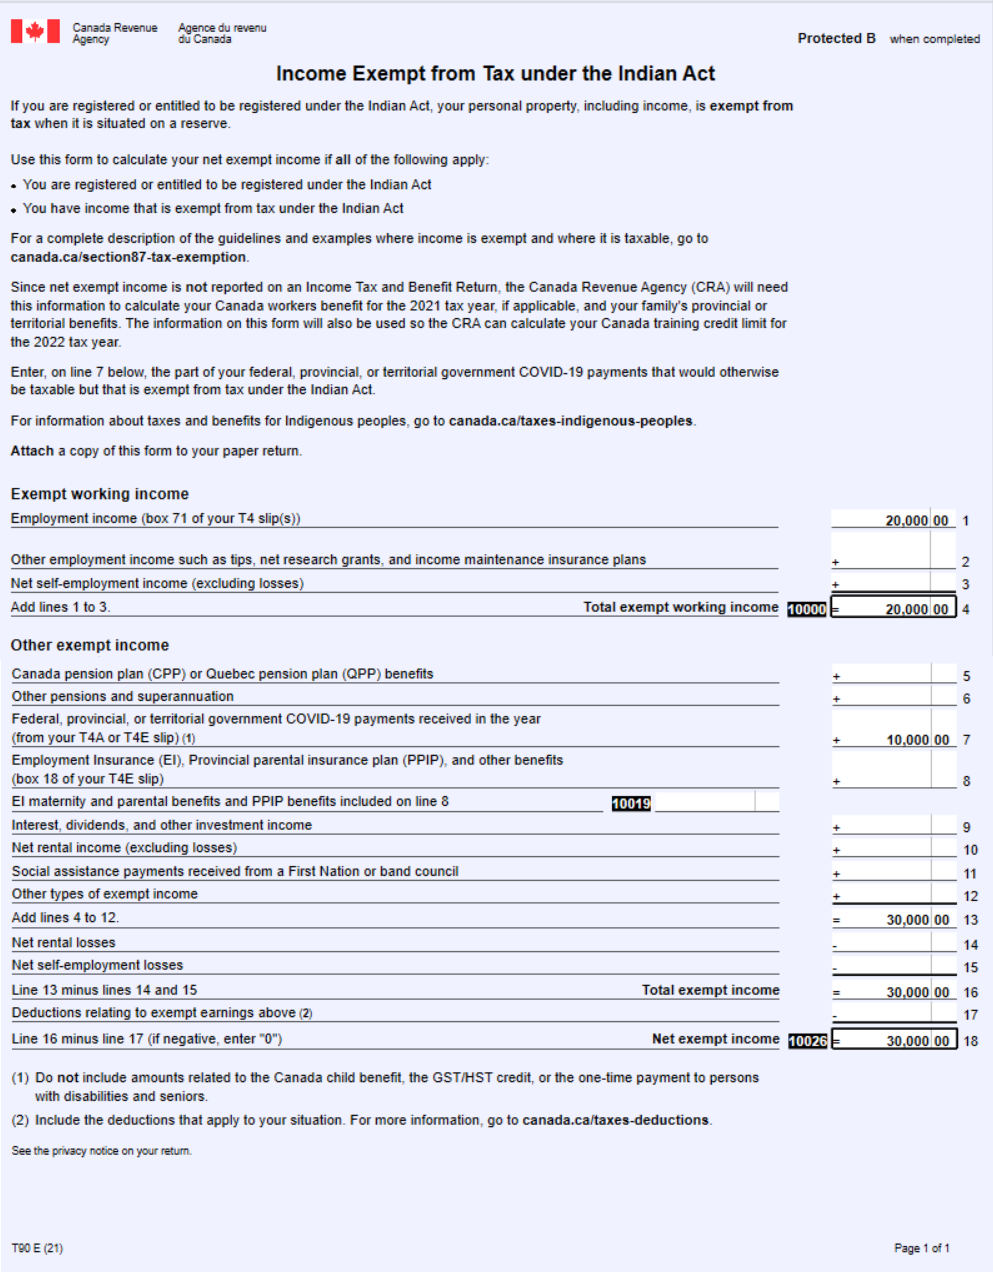 Canada Revenue Agence du revenu
Agency du Canada
Protected B when completed
Income Exempt from Tax under the Indian Act
If you are registered or entitled to be registered under the Indian Act, your personal property, including income, is exempt from
tax when it is situated on a reserve.
Use this form to calculate your net exempt income if all of the following apply:
• You are registered or entitled to be registered under the Indian Act
• You have income that is exempt from tax under the Indian Act
For a complete description of the guidelines and examples where income is exempt and where it is taxable, go to
canada.ca/section87-tax-exemption.
Since net exempt income is not reported on an Income Tax and Benefit Return, the Canada Revenue Agency (CRA) will need
this information to calculate your Canada workers benefit for the 2021 tax year, if applicable, and your family's provincial or
territorial benefits. The information on this form will also be used so the CRA can calculate your Canada training credit limit for
the 2022 tax year.
Enter, on line 7 below, the part of your federal, provincial, or territorial government COVID-19 payments that would otherwise
be taxable but that is exempt from tax under the Indian Act.
For information about taxes and benefits for Indigenous peoples, go to canada.ca/taxes-indigenous-peoples.
Attach a copy of this form to your paper return.
Exempt working income
Employment income (box 71 of your T4 slip(s)) 20,000 00 1
Other employment income such as tips, net research grants, and income maintenance insurance plans + 2
Net self-employment income (excluding losses) + 3
Add lines 1 to 3. Total exempt working income 10000 = 20,000 00 4
Other exempt income
Canada pension plan (CPP) or Quebec pension plan (QPP) benefits + 5
Other pensions and superannuation + 6
Federal, provincial, or territorial government COVID-19 payments received in the year
(from your T4A or T4E slip) (1) + 10,000 00 7
Employment Insurance (EI), Provincial parental insurance plan (PPIP), and other benefits
(box 18 of your T4E slip) + 8
EI maternity and parental benefits and PPIP benefits included on line 8 10019
Interest, dividends, and other investment income + 9
Net rental income (excluding losses) + 10
Social assistance payments received from a First Nation or band council + 11
Other types of exempt income + 12
Add lines 4 to 12. = 30,000 00 13
Net rental losses - 14
Net self-employment losses - 15
Line 13 minus lines 14 and 15 Total exempt income = 30,000 00 16
Deductions relating to exempt earnings above (2) - 17
Line 16 minus line 17 (if negative, enter "0") Net exempt income 10026 = 30,000 00 18
(1) Do not include amounts related to the Canada child benefit, the GST/HST credit, or the one-time payment to persons
with disabilities and seniors.
(2) Include the deductions that apply to your situation. For more information, go to canada.ca/taxes-deductions.
See the privacy notice on your return.
T90 E (21) Page 1 of 1